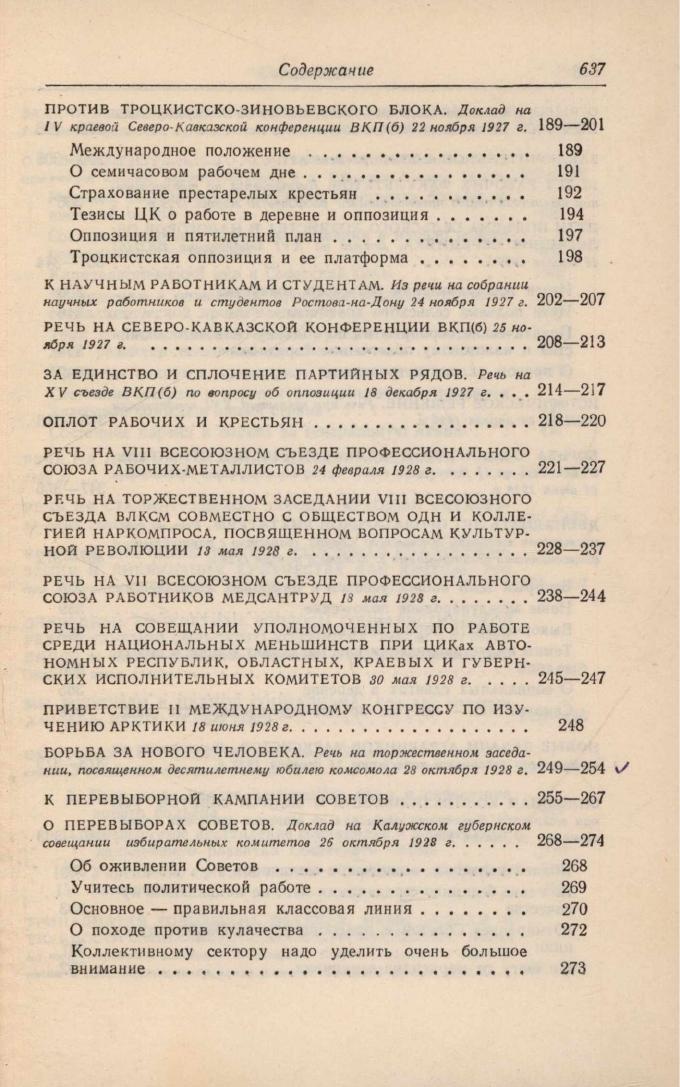 Содержание 637
ПРОТИВ ТРОЦКИСТСКО-ЗИНОВЬЕВСКОГО БЛОКА. Доклад на
IV краевой Северо-Кавказской конференции ВКП(б) 22 ноября 1927 г. 189—201
Международное положение . . . . . . . . . . . . . . . . 189
О семичасовом рабочем дне . . . . . . . . . . . . . . . . 191
Страхование престарелых крестьян . . . . . . . . . . . 192
Тезисы ЦК о работе в деревне и оппозиция . . . . . . . 194
Оппозиция и пятилетний план . . . . . . . . . . . . . . 197
Троцкистская оппозиция и ее платформа . . . . . . . . 198
К НАУЧНЫМ РАБОТНИКАМ И СТУДЕНТАМ. Из речи на собрании
научных работников и студентов Ростова-на-Дону 24 ноября 1927 г. 202—207
РЕЧЬ НА СЕВЕРО-КАВКАЗСКОЙ КОНФЕРЕНЦИИ ВКП(б) 25 но-
ября 1927 г. . . . . . . . . . . . . . . . . . . . . . . . . . . . . 208—213
ЗА ЕДИНСТВО И СПЛОЧЕНИЕ ПАРТИЙНЫХ РЯДОВ. Речь на
XV съезде ВКП(б) по вопросу об оппозиции 18 декабря 1927 г. . . . . 214—217
ОПЛОТ РАБОЧИХ И КРЕСТЬЯН . . . . . . . . . . . . . . . . . 218—220
РЕЧЬ НА VIII ВСЕСОЮЗНОМ СЪЕЗДЕ ПРОФЕССИОНАЛЬНОГО
СОЮЗА РАБОЧИХ-МЕТАЛЛИСТОВ 24 февраля 1928 г. . . . . . . . 221—227
РЕЧЬ НА ТОРЖЕСТВЕННОМ ЗАСЕДАНИИ VIII ВСЕСОЮЗНОГО
СЪЕЗДА ВЛКСМ СОВМЕСТНО С ОБЩЕСТВОМ ОДН И КОЛЛЕ-
ГИЕЙ НАРКОМПРОСА, ПОСВЯЩЕННОМ ВОПРОСАМ КУЛЬТУР-
НОЙ РЕВОЛЮЦИИ 13 мая 1928 г. . . . . . . . . . . . . . . . . . . 228—237
РЕЧЬ НА VII ВСЕСОЮЗНОМ СЪЕЗДЕ ПРОФЕССИОНАЛЬНОГО
СОЮЗА РАБОТНИКОВ МЕДСАНТРУД 18 мая 1928 г. . . . . . . . . 238—244
РЕЧЬ НА СОВЕЩАНИИ УПОЛНОМОЧЕННЫХ ПО РАБОТЕ
СРЕДИ НАЦИОНАЛЬНЫХ МЕНЬШИНСТВ ПРИ ЦИКах АВТО-
НОМНЫХ РЕСПУБЛИК, ОБЛАСТНЫХ, КРАЕВЫХ И ГУБЕРН-
СКИХ ИСПОЛНИТЕЛЬНЫХ КОМИТЕТОВ 30 мая 1928 г. . . . . 245—247
ПРИВЕТСТВИЕ II МЕЖДУНАРОДНОМУ КОНГРЕССУ ПО ИЗУ-
ЧЕНИЮ АРКТИКИ 18 июня 1928 г. . . . . . . . . . . . . . . . . . . 248
БОРЬБА ЗА НОВОГО ЧЕЛОВЕКА. Речь на торжественном заседа-
нии, посвященном десятилетнему юбилею комсомола 28 октября 1928 г. 249—254 ✓
К ПЕРЕВЫБОРНОЙ КАМПАНИИ СОВЕТОВ . . . . . . . . . . . 255—267
О ПЕРЕВЫБОРАХ СОВЕТОВ. Доклад на Калужском губернском
совещании избирательных комитетов 26 октября 1928 г. . . . . . . 268—274
Об оживлении Советов . . . . . . . . . . . . . . . . . . 268
Учитесь политической работе . . . . . . . . . . . . . . . 269
Основное — правильная классовая линия . . . . . . . . 270
О походе против кулачества . . . . . . . . . . . . . . . 272
Коллективному сектору надо уделить очень большое
внимание . . . . . . . . . . . . . . . . . . . . . . . . . . 273